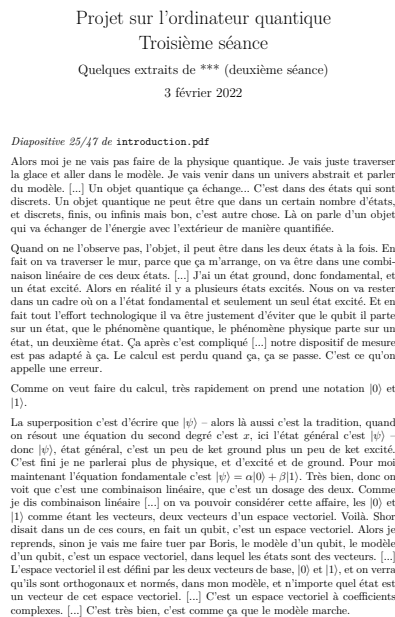 Projet sur l'ordinateur quantique
Troisième séance
Quelques extraits de *** (deuxième séance)
3 février 2022
Diapositive 25/47 de introduction.pdf
Alors moi je ne vais pas faire de la physique quantique. Je vais juste traverser
la glace et aller dans le modèle. Je vais venir dans un univers abstrait et parler
du modèle. [...] Un objet quantique ça échange... C'est dans des états qui sont
discrets. Un objet quantique ne peut être que dans un certain nombre d'états,
et discrets, finis, ou infinis mais bon, c'est autre chose. Là on parle d'un objet
qui va échanger de l'énergie avec l'extérieur de manière quantifiée.
Quand on ne l'observe pas, l'objet, il peut être dans les deux états à la fois. En
fait on va traverser le mur, parce que ça m'arrange, on va être dans une combi-
naison linéaire de ces deux états. [...] J'ai un état ground, donc fondamental, et
un état excité. Alors en réalité il y a plusieurs états excités. Nous on va rester
dans un cadre où on a l'état fondamental et seulement un seul état excité. Et en
fait tout l'effort technologique il va être justement d'éviter que le qubit il parte
sur un état, que le phénomène quantique, le phénomène physique parte sur un
état, un deuxième état. Ça après c'est compliqué [...] notre dispositif de mesure
est pas adapté à ça. Le calcul est perdu quand ça, ça se passe. C'est ce qu'on
appelle une erreur.
Comme on veut faire du calcul, très rapidement on prend une notation |0⟩ et
|1⟩.
La superposition c'est d'écrire que |ψ⟩ – alors là aussi c'est la tradition, quand
on résout une équation du second degré c'est x, ici l'état général c'est |ψ⟩ –
donc |ψ⟩, état général, c'est un peu de ket ground plus un peu de ket excité.
C'est fini je ne parlerai plus de physique, et d'excité et de ground. Pour moi
maintenant l'équation fondamentale c'est |ψ⟩ = α|0⟩ + β|1⟩. Très bien, donc on
voit que c'est une combinaison linéaire, que c'est un dosage des deux. Comme
je dis combinaison linéaire [...] on va pouvoir considérer cette affaire, les |0⟩ et
|1⟩ comme étant les vecteurs, deux vecteurs d'un espace vectoriel. Voilà. Shor
disait dans un de ces cours, en fait un qubit, c'est un espace vectoriel. Alors je
reprends, sinon je vais me faire tuer par Boris, le modèle d'un qubit, le modèle
d'un qubit, c'est un espace vectoriel, dans lequel les états sont des vecteurs. [...]
L'espace vectoriel il est défini par les deux vecteurs de base, |0⟩ et |1⟩, et on verra
qu'ils sont orthogonaux et normés, dans mon modèle, et n'importe quel état est
un vecteur de cet espace vectoriel. [...] C'est un espace vectoriel à coefficients
complexes. [...] C'est très bien, c'est comme ça que le modèle marche.